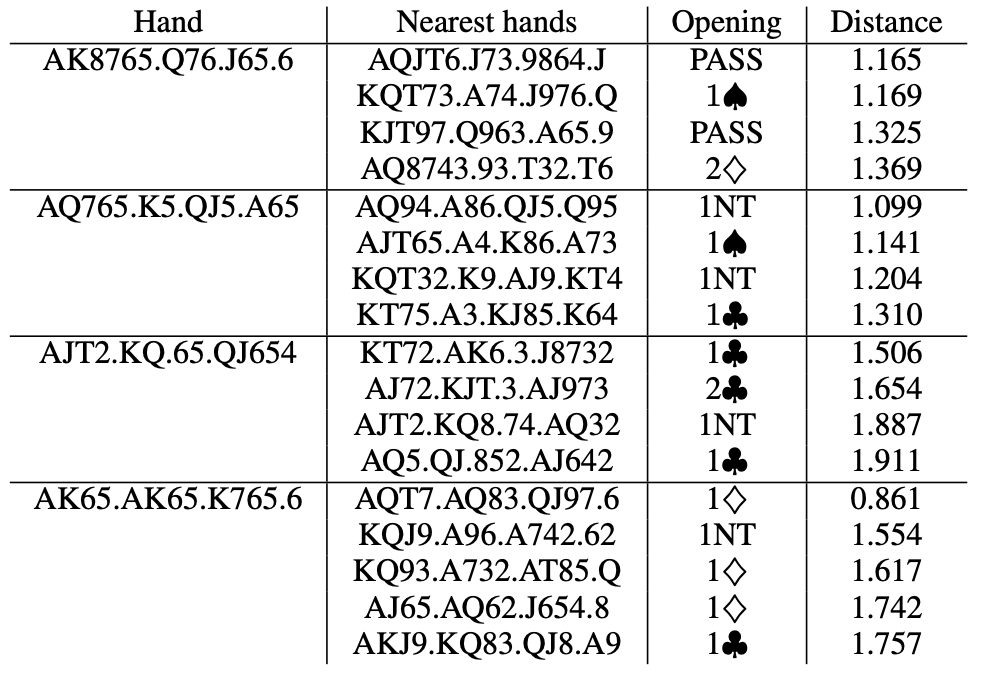 Hand Nearest hands Opening Distance
AK8765.Q76.J65.6 AQJT6.J73.9864.J PASS 1.165
KQT73.A74.J976.Q 1♠ 1.169
KJT97.Q963.A65.9 PASS 1.325
AQ8743.93.T32.T6 2♢ 1.369
AQ765.K5.QJ5.A65 AQ94.A86.QJ5.Q95 1NT 1.099
AJT65.A4.K86.A73 1♠ 1.141
KQT32.K9.AJ9.KT4 1NT 1.204
KT75.A3.KJ85.K64 1♣ 1.310
AJT2.KQ.65.QJ654 KT72.AK6.3.J8732 1♣ 1.506
AJ72.KJT.3.AJ973 2♣ 1.654
AJT2.KQ8.74.AQ32 1NT 1.887
AQ5.QJ.852.AJ642 1♣ 1.911
AK65.AK65.K765.6 AQT7.AQ83.QJ97.6 1♢ 0.861
KQJ9.A96.A742.62 1NT 1.554
KQ93.A732.AT85.Q 1♢ 1.617
AJ65.AQ62.J654.8 1♢ 1.742
AKJ9.KQ83.QJ8.A9 1♣ 1.757